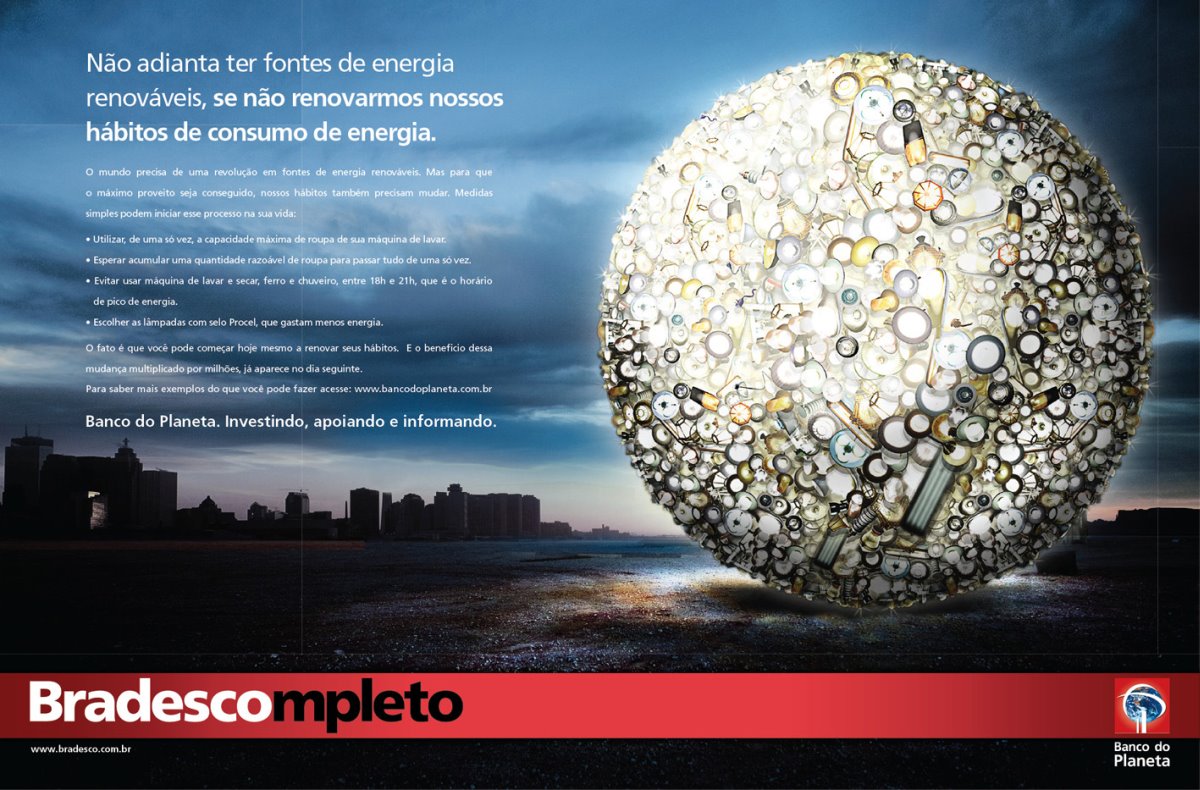 Não adianta ter fontes de energia
renováveis, se não renovarmos nossos
hábitos de consumo de energia.
O mundo precisa de uma revolução em fontes de energia renováveis. Mas para que
o máximo proveito seja conseguido, nossos hábitos também precisam mudar. Medidas
simples podem iniciar esse processo na sua vida:
• Utilizar, de uma só vez, a capacidade máxima de roupa de sua máquina de lavar.
• Esperar acumular uma quantidade razoável de roupa para passar tudo de uma só vez.
• Evitar usar máquina de lavar e secar, ferro e chuveiro, entre 18h e 21h, que é o horário
de pico de energia.
• Escolher as lâmpadas com selo Procel, que gastam menos energia.
O fato é que você pode começar hoje mesmo a renovar seus hábitos. E o benefício dessa
mudança multiplicado por milhões, já aparece no dia seguinte.
Para saber mais exemplos do que você pode fazer acesse: www.bancodoplaneta.com.br
Banco do Planeta. Investindo, apoiando e informando.
Bradescompleto
www.bradesco.com.br
Banco do
Planeta